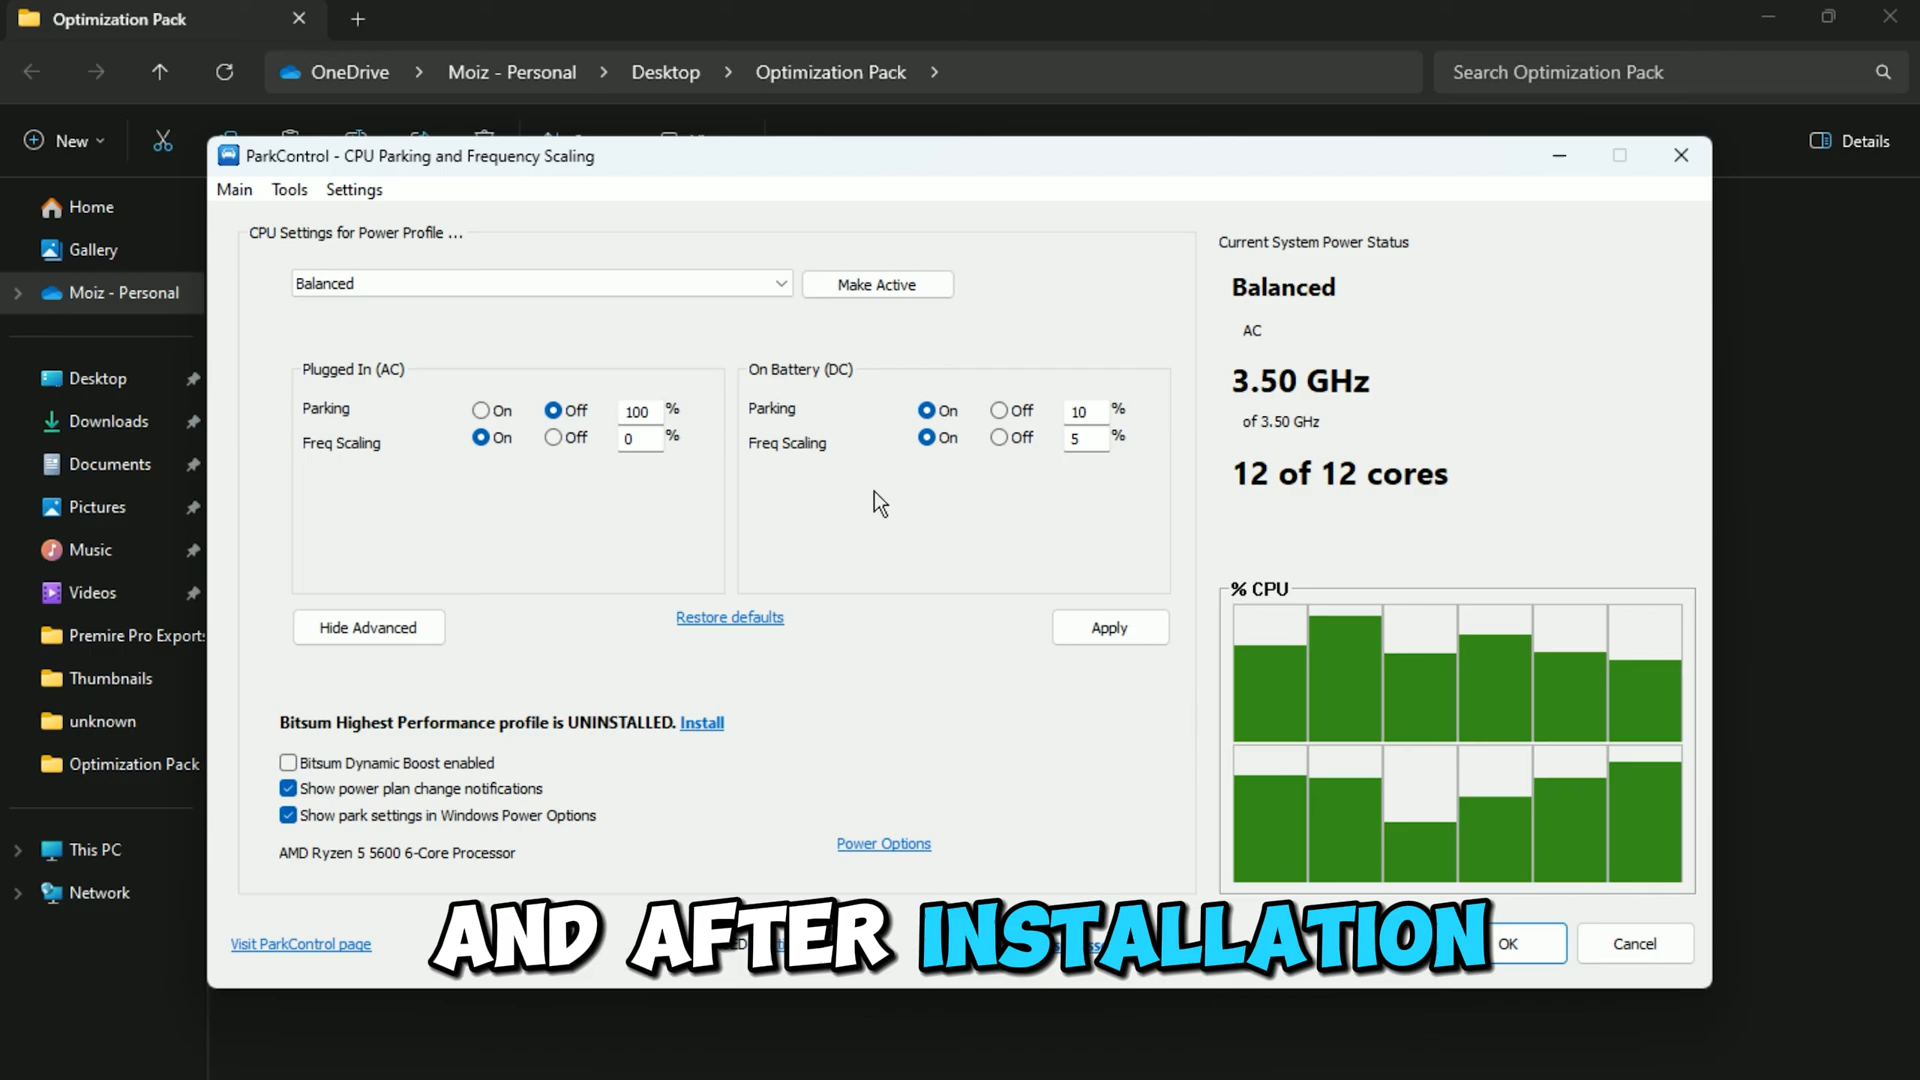 Optimization Pack
OneDrive > Moiz - Personal > Desktop > Optimization Pack >
Search Optimization Pack
New
Details
Home
Gallery
Moiz - Personal
Desktop
Downloads
Documents
Pictures
Music
Videos
Premire Pro Exports
Thumbnails
unknown
Optimization Pack
This PC
Network
ParkControl - CPU Parking and Frequency Scaling
Main Tools Settings
CPU Settings for Power Profile ...
Balanced
Make Active
Plugged In (AC)
Parking On Off 100 %
Freq Scaling On Off 0 %
On Battery (DC)
Parking On Off 10 %
Freq Scaling On Off 5 %
Hide Advanced
Restore defaults
Apply
Bitsum Highest Performance profile is UNINSTALLED. Install
Bitsum Dynamic Boost enabled
Show power plan change notifications
Show park settings in Windows Power Options
Power Options
AMD Ryzen 5 5600 6-Core Processor
Current System Power Status
Balanced
AC
3.50 GHz
of 3.50 GHz
12 of 12 cores
% CPU
Visit ParkControl page
OK
Cancel
AND AFTER INSTALLATION